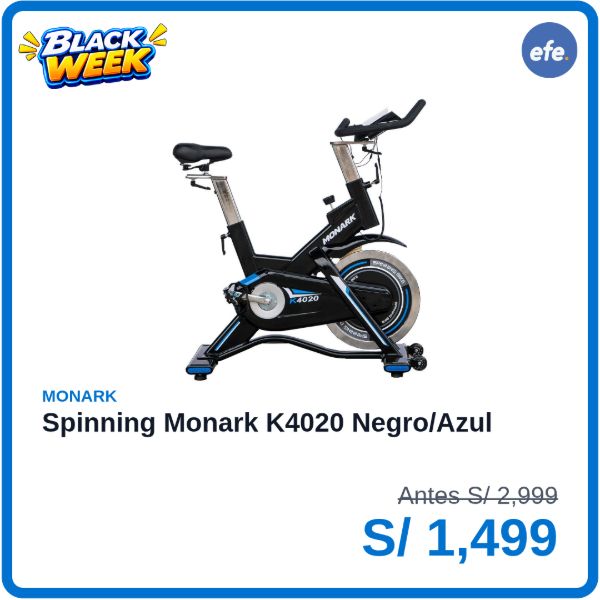 BLACK
WEEK
efe.
MONARK
K4020
MONARK
Spinning Monark K4020 Negro/Azul
Antes S/ 2,999
S/ 1,499